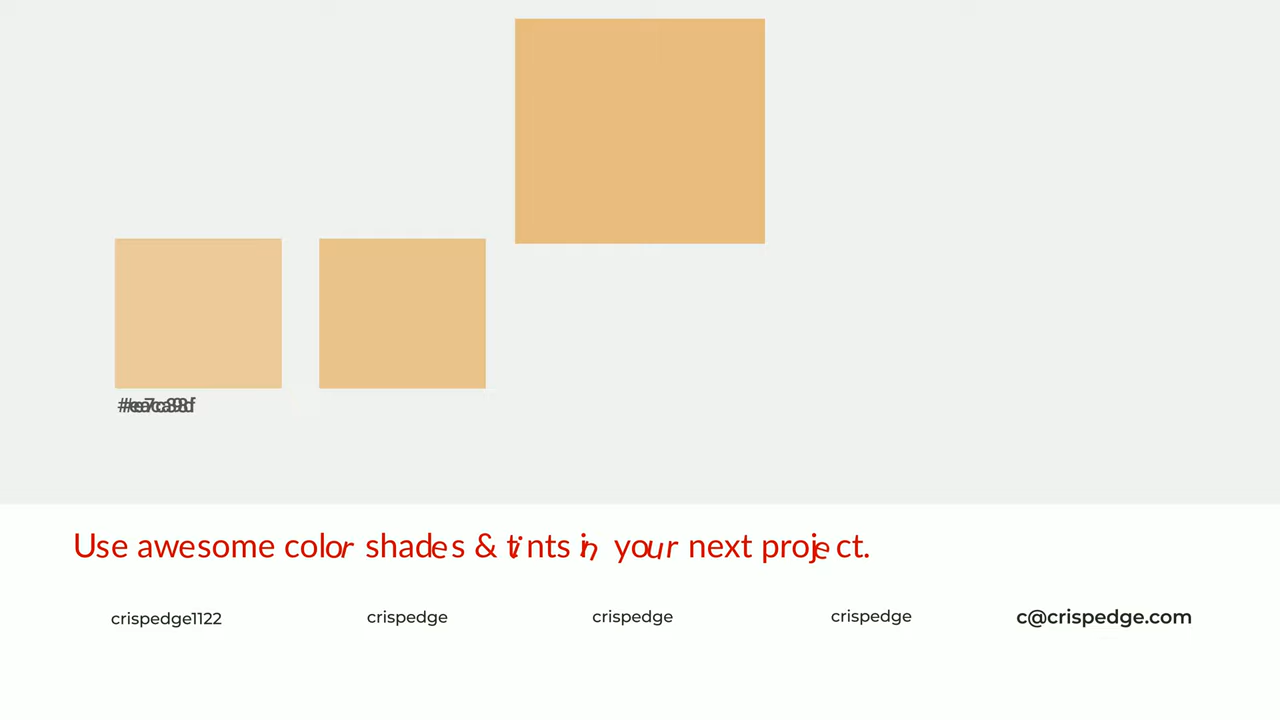 Use awesome color shades & tints in your next project.
crispedge1122 crispedge crispedge crispedge c@crispedge.com